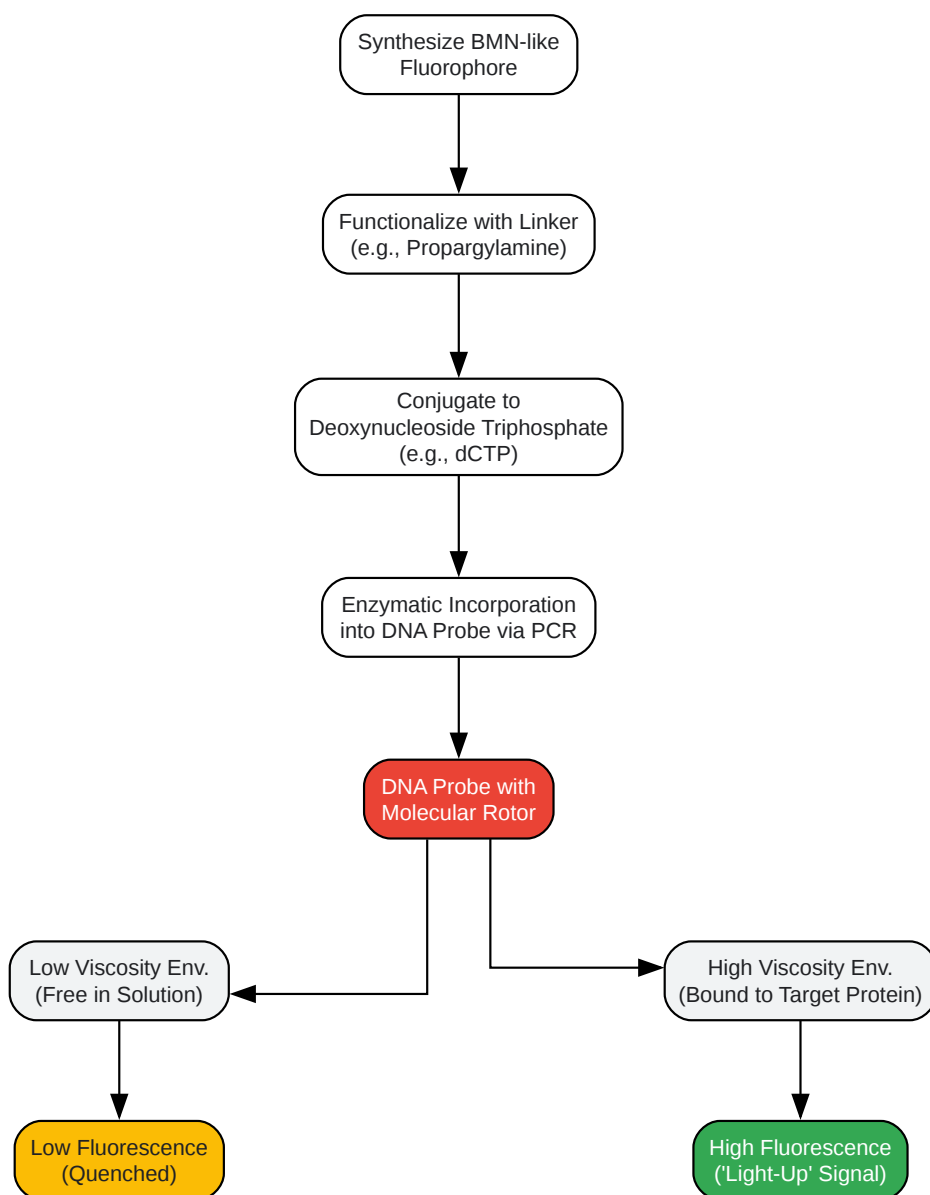 Synthesize BMN-like
Fluorophore
Functionalize with Linker
(e.g., Propargylamine)
Conjugate to
Deoxynucleoside Triphosphate
(e.g., dCTP)
Enzymatic Incorporation
into DNA Probe via PCR
DNA Probe with
Molecular Rotor
Low Viscosity Env.
(Free in Solution)
High Viscosity Env.
(Bound to Target Protein)
Low Fluorescence
(Quenched)
High Fluorescence
('Light-Up' Signal)